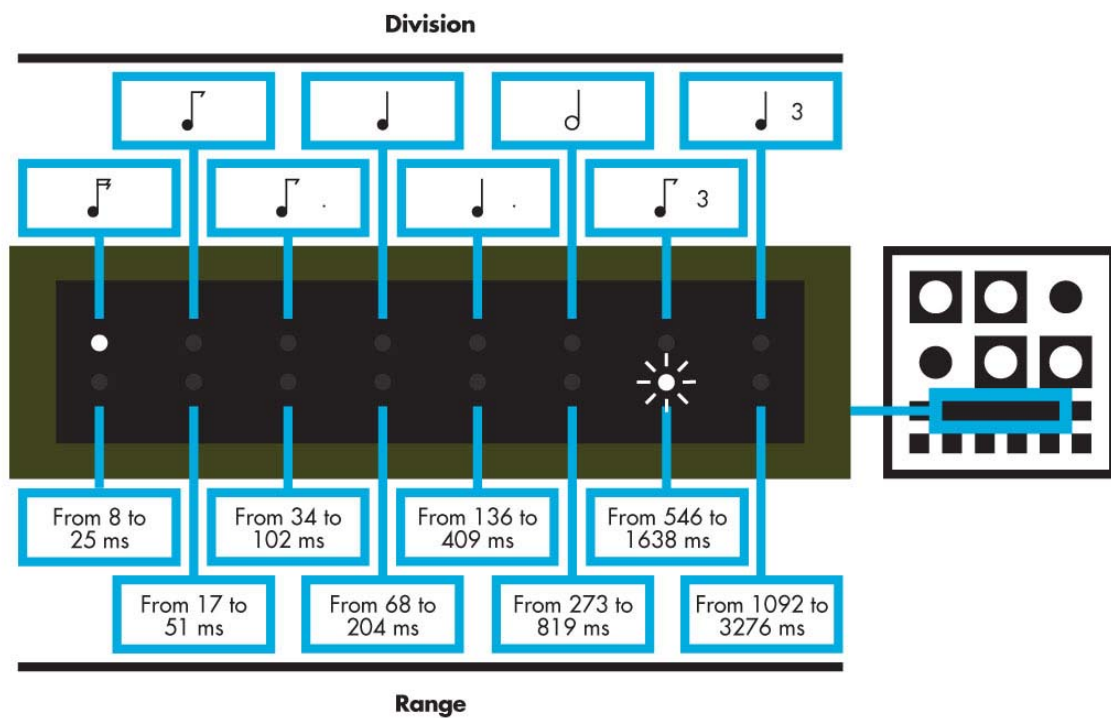 Division
3
.
.
3
From 8 to
25 ms
From 34 to
102 ms
From 136 to
409 ms
From 546 to
1638 ms
From 17 to
51 ms
From 68 to
204 ms
From 273 to
819 ms
From 1092 to
3276 ms
Range